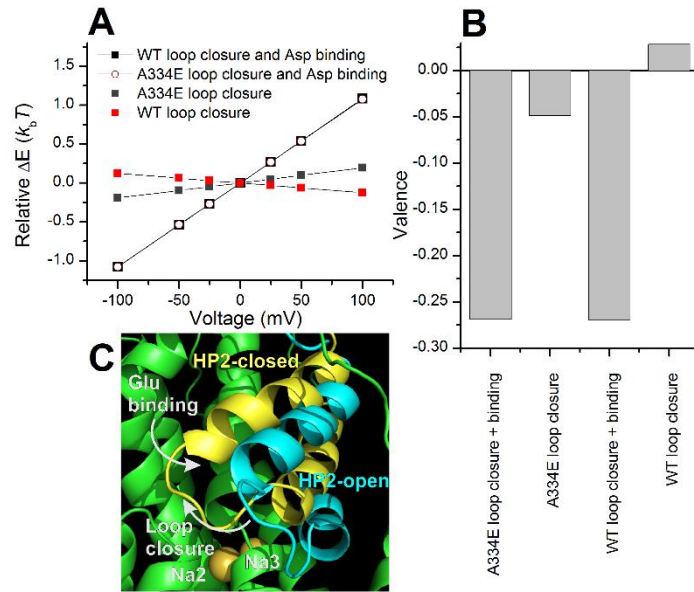 A
WT loop closure and Asp binding
A334E loop closure and Asp binding
A334E loop closure
WT loop closure
Relative ΔE (kbT)
1.5
1.0
0.5
0.0
-0.5
-1.0
-100 -50 0 50 100
Voltage (mV)
B
Valence
0.00
-0.05
-0.10
-0.15
-0.20
-0.25
-0.30
A334E loop closure + binding
A334E loop closure
WT loop closure + binding
WT loop closure
C
HP2-closed
Glu
binding
HP2-open
Loop
closure
Na2
Na3